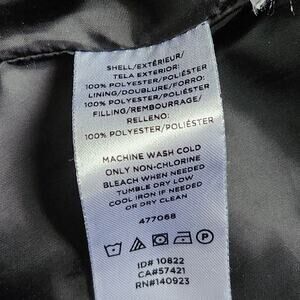 SHELL/EXTÉRIEUR/
TELA EXTERIOR:
100% POLYESTER/POLIÉSTER
LINING/DOUBLURE/FORRO:
100% POLYESTER/POLIÉSTER
FILLING/REMBOURRAGE/
RELLENO:
100% POLYESTER/POLIÉSTER
MACHINE WASH COLD
ONLY NON-CHLORINE
BLEACH WHEN NEEDED
TUMBLE DRY LOW
COOL IRON IF NEEDED
OR DRY CLEAN
477068
P
ID# 10822
CA#57421
RN#140923